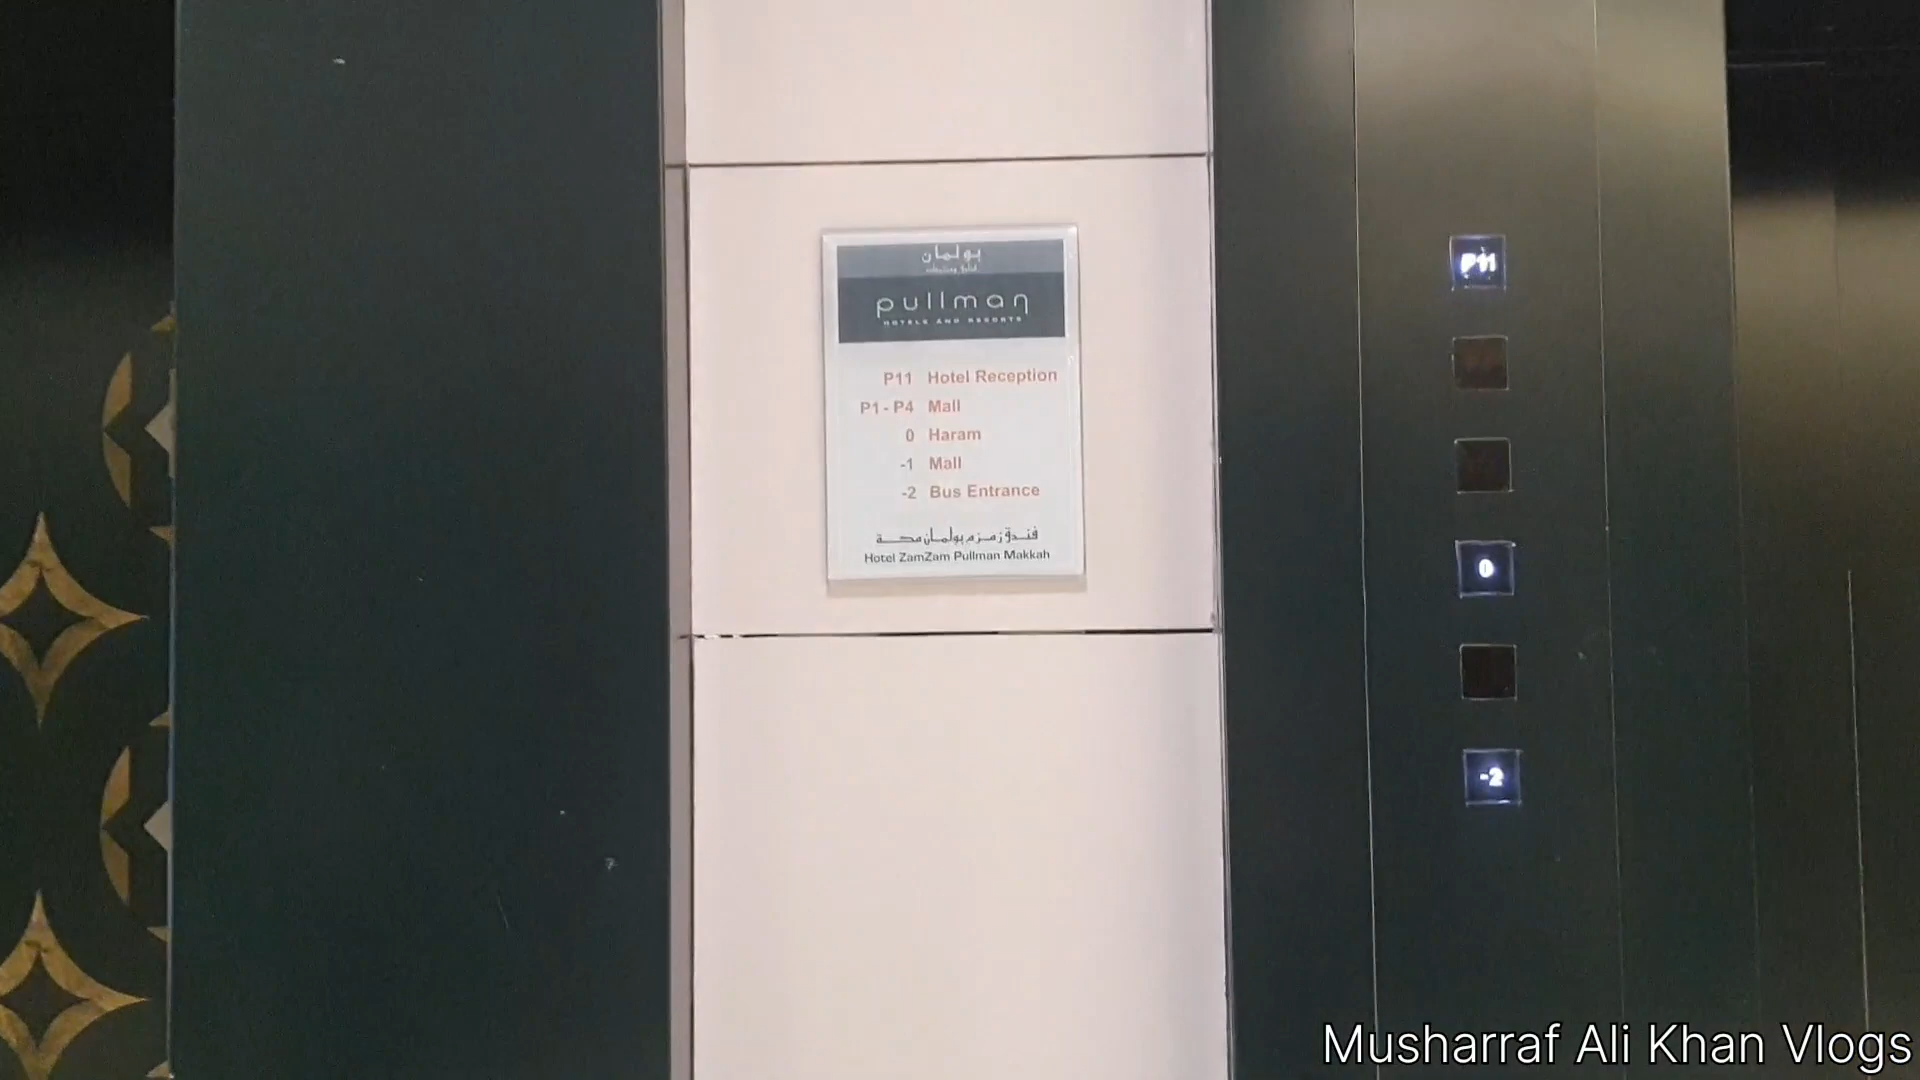 بولمان
pullman
HOTELS AND RESORTS
P11 Hotel Reception
P1 - P4 Mall
0 Haram
-1 Mall
-2 Bus Entrance
فندق زمزم بولمان مكة
Hotel ZamZam Pullman Makkah
P11
0
-2
Musharraf Ali Khan Vlogs